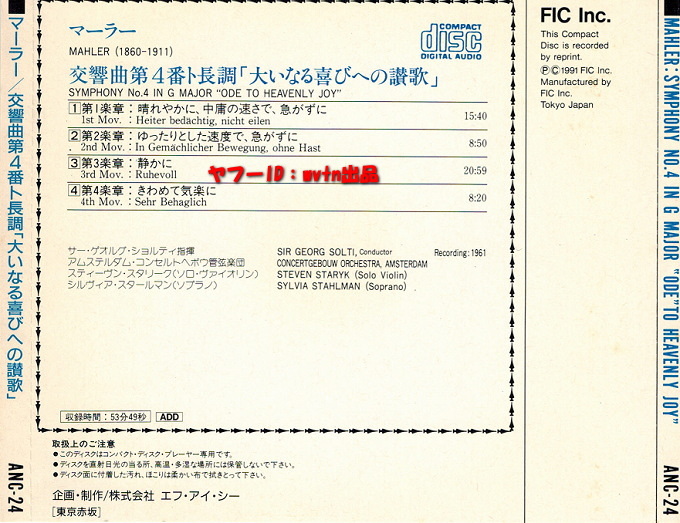 マーラー
MAHLER (1860-1911)
COMPACT
disc
DIGITAL AUDIO
交響曲第4番ト長調「大いなる喜びへの讃歌」
SYMPHONY No.4 IN G MAJOR "ODE TO HEAVENLY JOY"
1 第1楽章：晴れやかに、中庸の速さで、急がずに
1st Mov. : Heiter bedächtig, nicht eilen 15:40
2 第2楽章：ゆったりとした速度で、急がずに
2nd Mov. : In Gemächlicher Bewegung, ohne Hast 8:50
3 第3楽章：静かに
3rd Mov. : Ruhevoll 20:59
ヤフーID：mvtn出品
4 第4楽章：きわめて気楽に
4th Mov. : Sehr Behaglich 8:20
サー・ゲオルグ・ショルティ指揮 SIR GEORG SOLTI, Conductor Recording: 1961
アムステルダム・コンセルトヘボウ管弦楽団 CONCERTGEBOUW ORCHESTRA, AMSTERDAM
スティーヴン・スタリーク(ソロ・ヴァイオリン) STEVEN STARYK (Solo Violin)
シルヴィア・スタールマン(ソプラノ) SYLVIA STAHLMAN (Soprano)
収録時間：53分49秒 ADD
取扱上のご注意
●このディスクはコンパクト・ディスク・プレーヤー専用です。
●ディスクを直射日光の当る所、高温・多湿な場所には保管しないで下さい。
●ディスク面に付着した汚れ、ほこりは柔かい布で拭きとって下さい。
企画・制作/株式会社 エフ・アイ・シー
[東京赤坂]
FIC Inc.
This Compact
Disc is recorded
by reprint.
ⓅⒸ1991 FIC Inc.
Manufactured by
FIC Inc.
Tokyo Japan
■マーラー/交響曲第4番ト長調「大いなる喜びへの讃歌」 ANC-24
■MAHLER: SYMPHONY NO.4 IN G MAJOR "ODE" TO HEAVENLY JOY" ANC-24